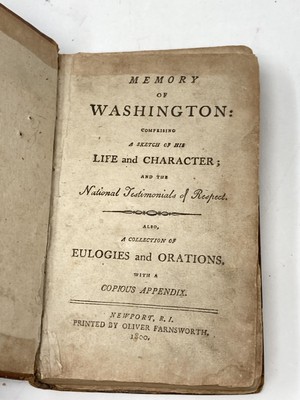 MEMORY
OF
WASHINGTON:
COMPRISING
A SKETCH OF HIS
LIFE and CHARACTER;
AND THE
National Testimonials of Respect.
ALSO,
A COLLECTION OF
EULOGIES and ORATIONS,
WITH A
COPIOUS APPENDIX.
NEWPORT, R. I.
PRINTED BY OLIVER FARNSWORTH,
1800.